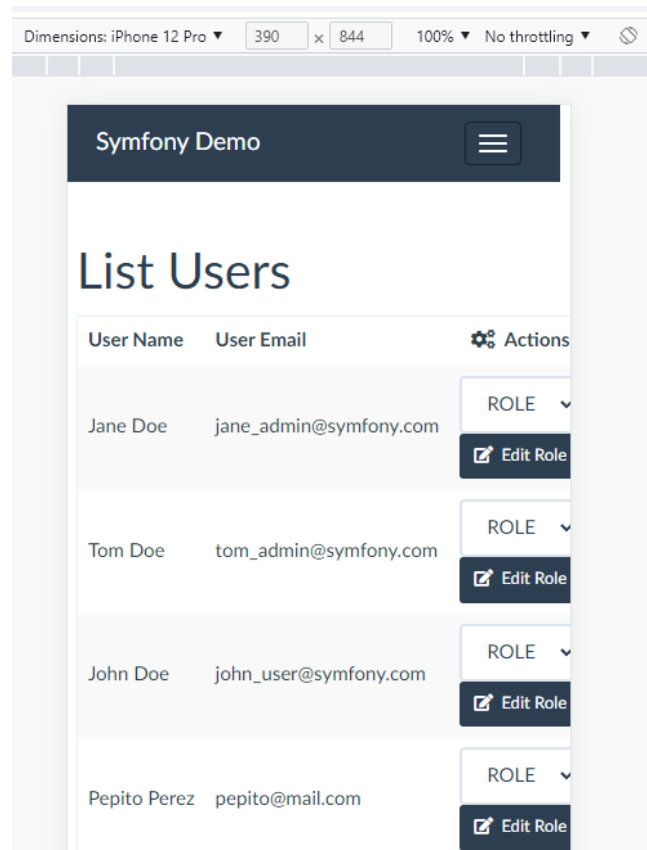 Dimensions: iPhone 12 Pro ▼ 390 × 844 100% ▼ No throttling ▼
Symfony Demo
List Users
User Name User Email Actions
Jane Doe jane_admin@symfony.com ROLE
Edit Role
Tom Doe tom_admin@symfony.com ROLE
Edit Role
John Doe john_user@symfony.com ROLE
Edit Role
Pepito Perez pepito@mail.com ROLE
Edit Role